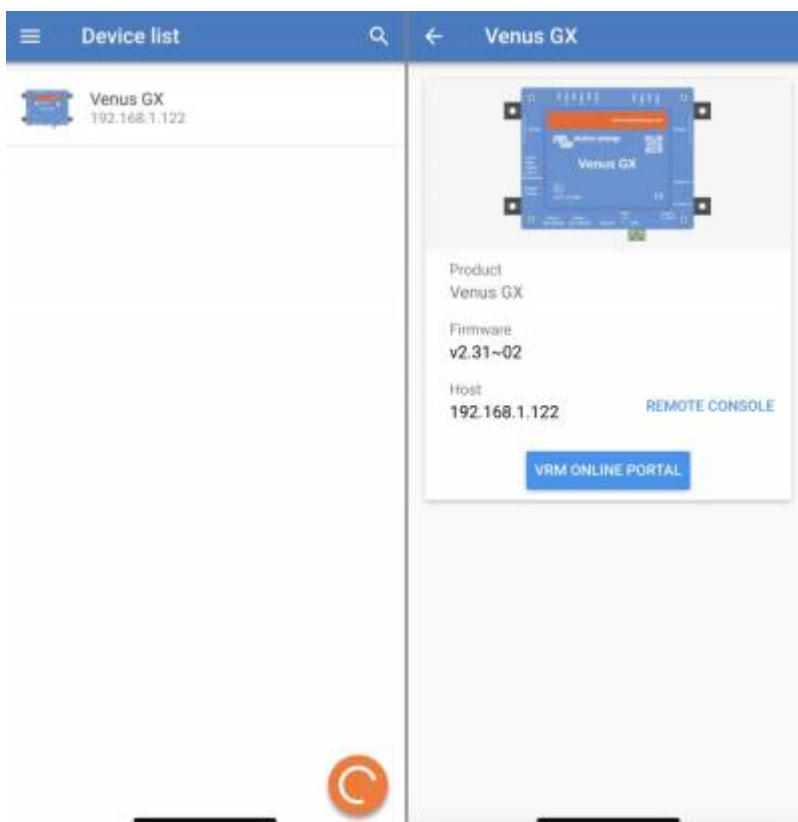 Device list
Venus GX
192.168.1.122
Venus GX
Venus GX
Product
Venus GX
Firmware
v2.31~02
Host
192.168.1.122
REMOTE CONSOLE
VRM ONLINE PORTAL